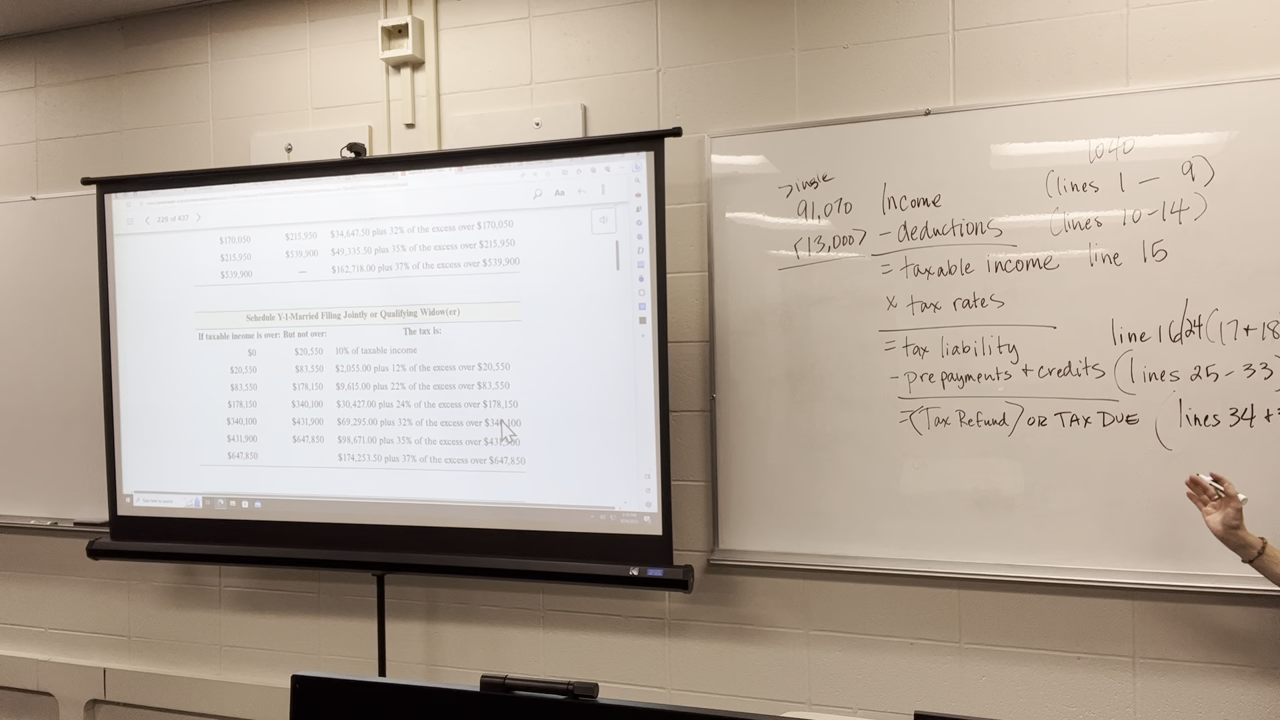 229 of 437
Aa
$170,050 $215,950 $34,647.50 plus 32% of the excess over $170,050
$215,950 $539,900 $49,335.50 plus 35% of the excess over $215,950
$539,900 — $162,718.00 plus 37% of the excess over $539,900
Schedule Y-1-Married Filing Jointly or Qualifying Widow(er)
If taxable income is over: But not over: The tax is:
$0 $20,550 10% of taxable income
$20,550 $83,550 $2,055.00 plus 12% of the excess over $20,550
$83,550 $178,150 $9,615.00 plus 22% of the excess over $83,550
$178,150 $340,100 $30,427.00 plus 24% of the excess over $178,150
$340,100 $431,900 $69,295.00 plus 32% of the excess over
$431,900 $647,850 $98,671.00 plus 35% of the excess over
$647,850 $174,253.50 plus 37% of the excess over $647,850
1040
Single
91,070 Income (lines 1 - 9)
(13,000) - deductions (lines 10-14)
= taxable income line 15
x tax rates
= tax liability line 16/24 (17+18
- prepayments + credits (lines 25-33
= (Tax Refund) OR TAX DUE (lines 34 +